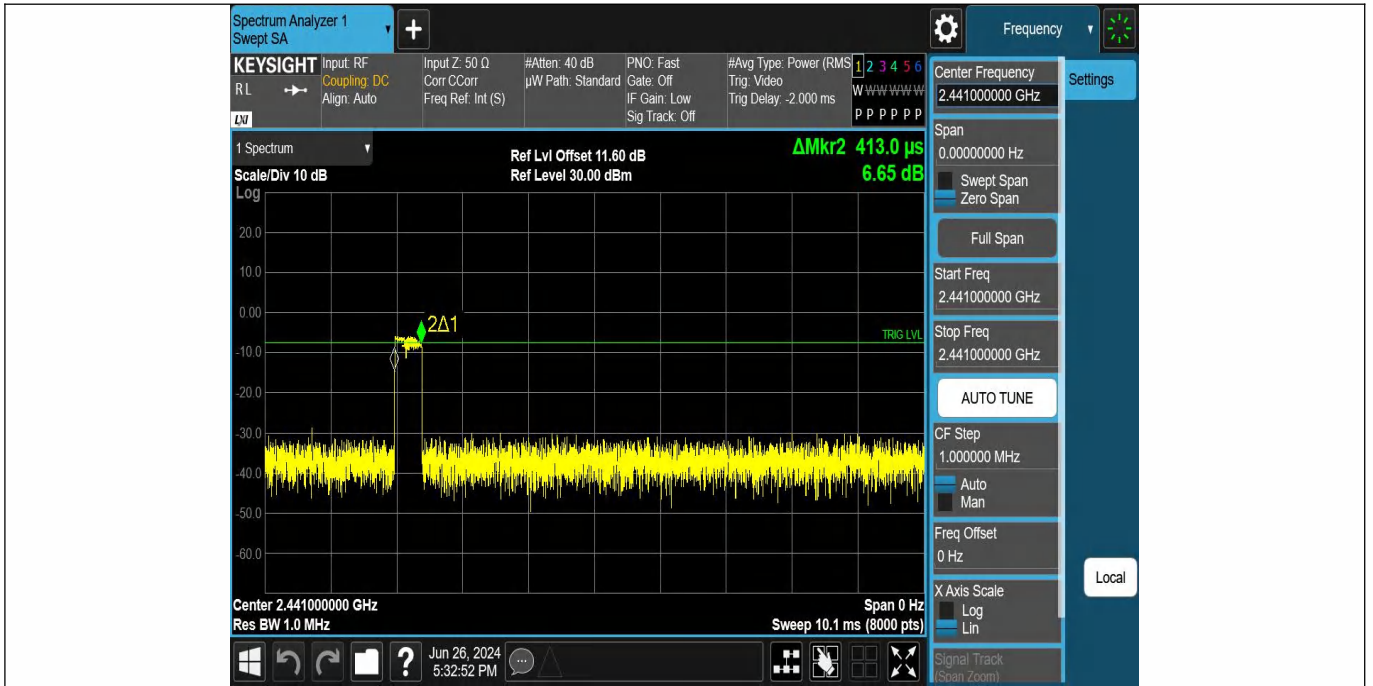 Spectrum Analyzer 1
Swept SA
+
Frequency
KEYSIGHT
RL
LXI
Input: RF
Coupling: DC
Align: Auto
Input Z: 50 Ω
Corr CCorr
Freq Ref: Int (S)
#Atten: 40 dB
µW Path: Standard
PNO: Fast
Gate: Off
IF Gain: Low
Sig Track: Off
#Avg Type: Power (RMS
Trig: Video
Trig Delay: -2.000 ms
1 2 3 4 5 6
W W W W W W
P P P P P P
1 Spectrum
Scale/Div 10 dB
Log
Ref Lvl Offset 11.60 dB
Ref Level 30.00 dBm
ΔMkr2 413.0 µs
6.65 dB
20.0
10.0
0.00
-10.0
-20.0
-30.0
-40.0
-50.0
-60.0
2Δ1
TRIG LVL
Center 2.441000000 GHz
Res BW 1.0 MHz
Span 0 Hz
Sweep 10.1 ms (8000 pts)
Center Frequency
2.441000000 GHz
Settings
Span
0.00000000 Hz
Swept Span
Zero Span
Full Span
Start Freq
2.441000000 GHz
Stop Freq
2.441000000 GHz
AUTO TUNE
CF Step
1.000000 MHz
Auto
Man
Freq Offset
0 Hz
Local
X Axis Scale
Log
Lin
Signal Track
(Span Zoom)
?
Jun 26, 2024
5:32:52 PM